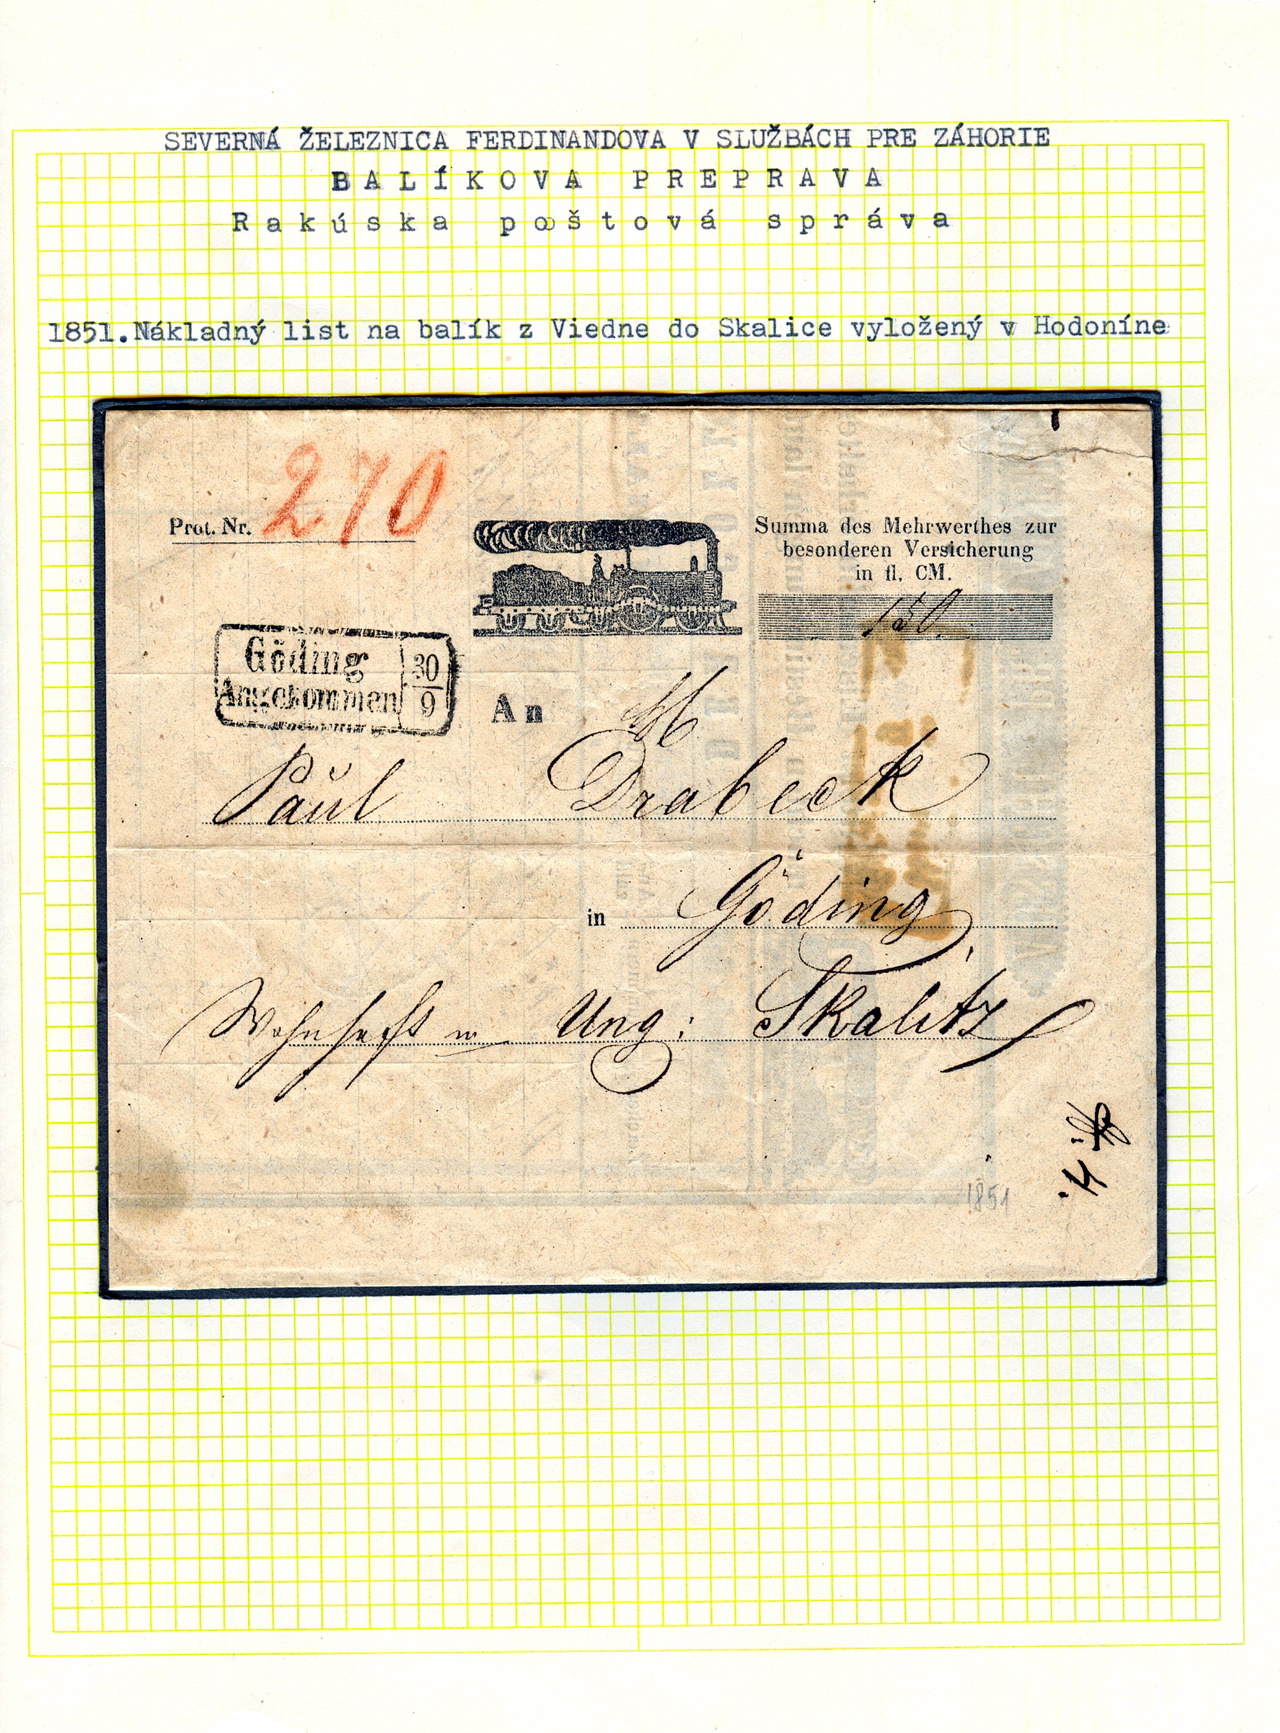 SEVERNÁ ŽELEZNICA FERDINANDOVA V SLUŽBÁCH PRE ZÁHORIE
BALÍKOVA PREPRAVA
Rakúska poštová správa
1851.Nákladný list na balík z Viedne do Skalice vyložený v Hodoníne
Prot. Nr. 270
Summa des Mehrwerthes zur
besonderen Versicherung
in fl. CM.
150
Göding
Angekommen
30
9
An
Paul Drabeck
in Göding,
Wohnhaft in Ung: Skalitz
1851